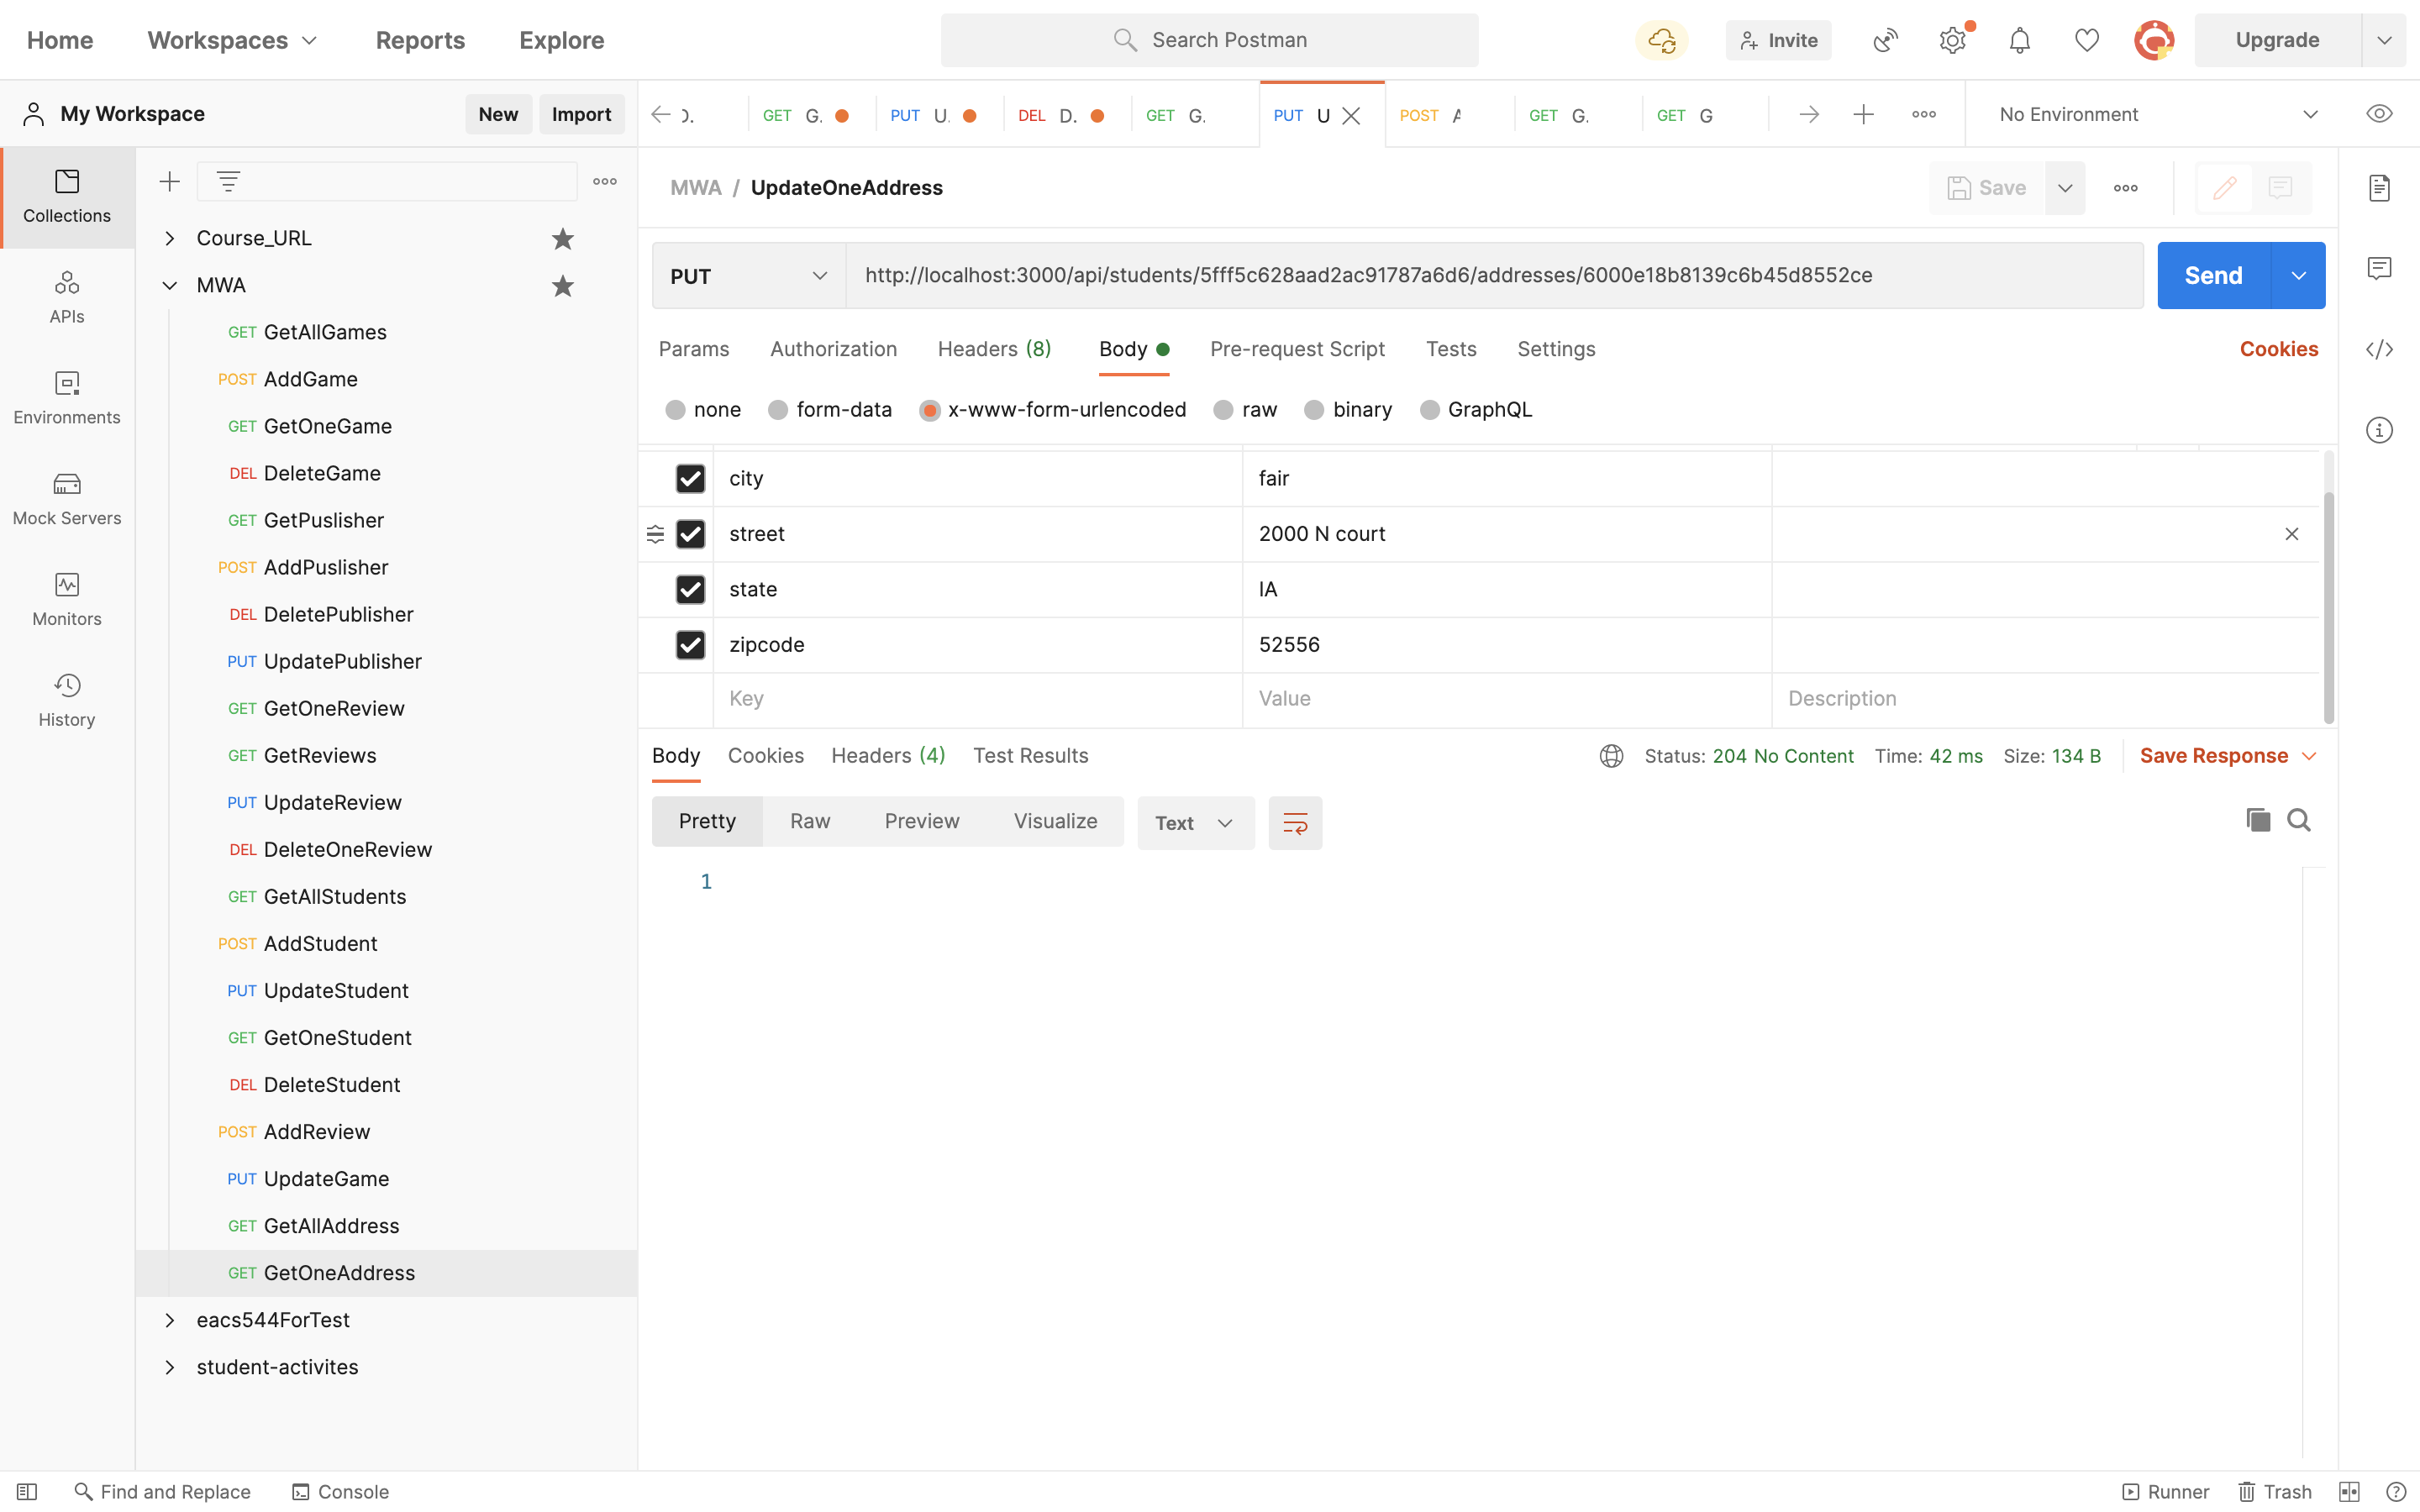 Home Workspaces Reports Explore Search Postman Invite Upgrade
My Workspace New Import
GET G. PUT U. DEL D. GET G. PUT U POST GET G. GET G No Environment
Collections
APIs
Environments
Mock Servers
Monitors
History
Course_URL
MWA
GET GetAllGames
POST AddGame
GET GetOneGame
DEL DeleteGame
GET GetPuslisher
POST AddPuslisher
DEL DeletePublisher
PUT UpdatePublisher
GET GetOneReview
GET GetReviews
PUT UpdateReview
DEL DeleteOneReview
GET GetAllStudents
POST AddStudent
PUT UpdateStudent
GET GetOneStudent
DEL DeleteStudent
POST AddReview
PUT UpdateGame
GET GetAllAddress
GET GetOneAddress
eacs544ForTest
student-activites
MWA / UpdateOneAddress Save
PUT http://localhost:3000/api/students/5fff5c628aad2ac91787a6d6/addresses/6000e18b8139c6b45d8552ce Send
Params Authorization Headers (8) Body Pre-request Script Tests Settings Cookies
none form-data x-www-form-urlencoded raw binary GraphQL
city fair
street 2000 N court
state IA
zipcode 52556
Key Value Description
Body Cookies Headers (4) Test Results Status: 204 No Content Time: 42 ms Size: 134 B Save Response
Pretty Raw Preview Visualize Text
1
Find and Replace Console Runner Trash